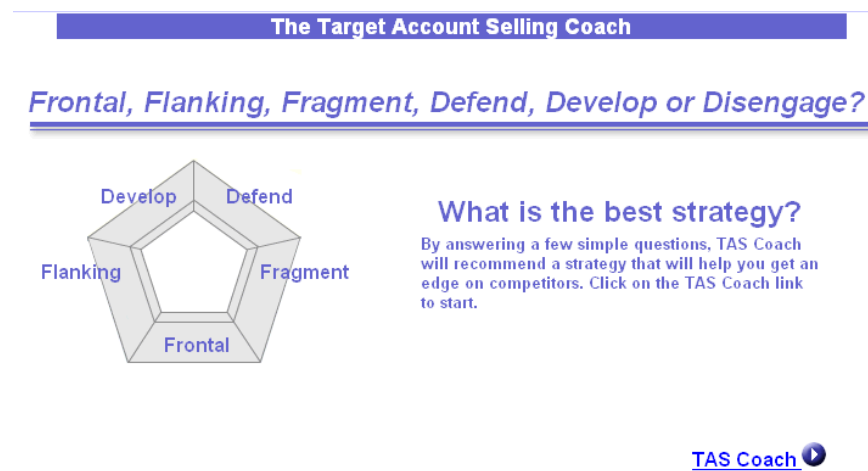 The Target Account Selling Coach
Frontal, Flanking, Fragment, Defend, Develop or Disengage?
Develop
Defend
Flanking
Fragment
Frontal
What is the best strategy?
By answering a few simple questions, TAS Coach
will recommend a strategy that will help you get an
edge on competitors. Click on the TAS Coach link
to start.
TAS Coach